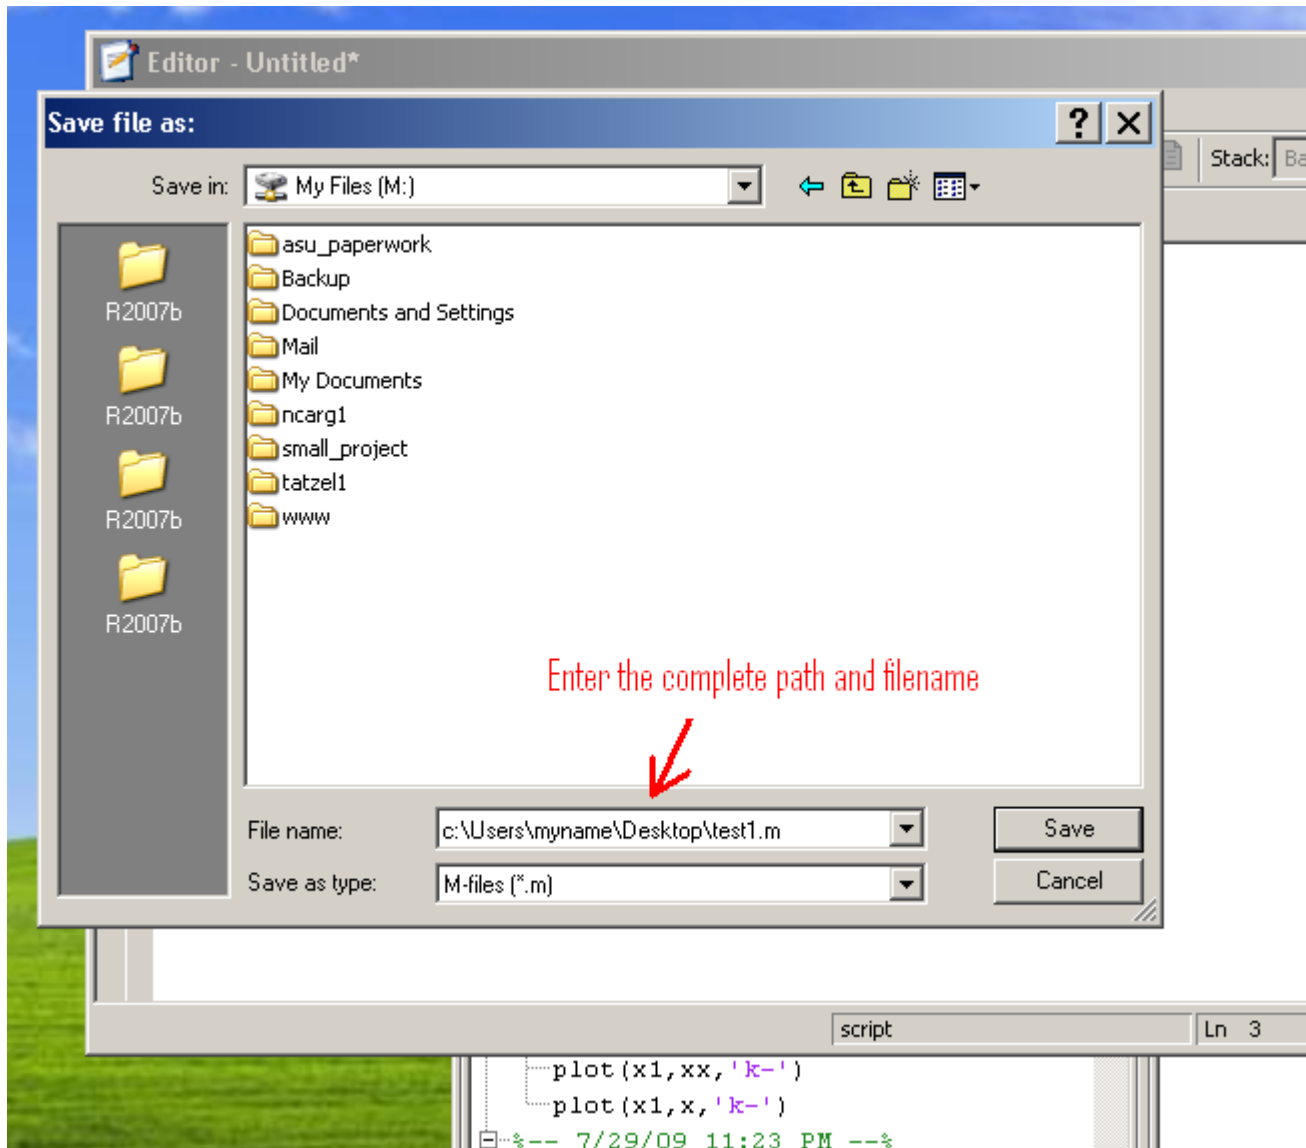 Editor - Untitled*
Save file as:
Stack: Ba
Save in: My Files (M:)
R2007b
R2007b
R2007b
R2007b
asu_paperwork
Backup
Documents and Settings
Mail
My Documents
ncarg1
small_project
tatzel1
www
Enter the complete path and filename
File name: c:\Users\myname\Desktop\test1.m Save
Save as type: M-files (*.m) Cancel
script Ln 3
plot(x1,xx,'k-')
plot(x1,x,'k-')
%-- 7/29/09 11:23 PM --%